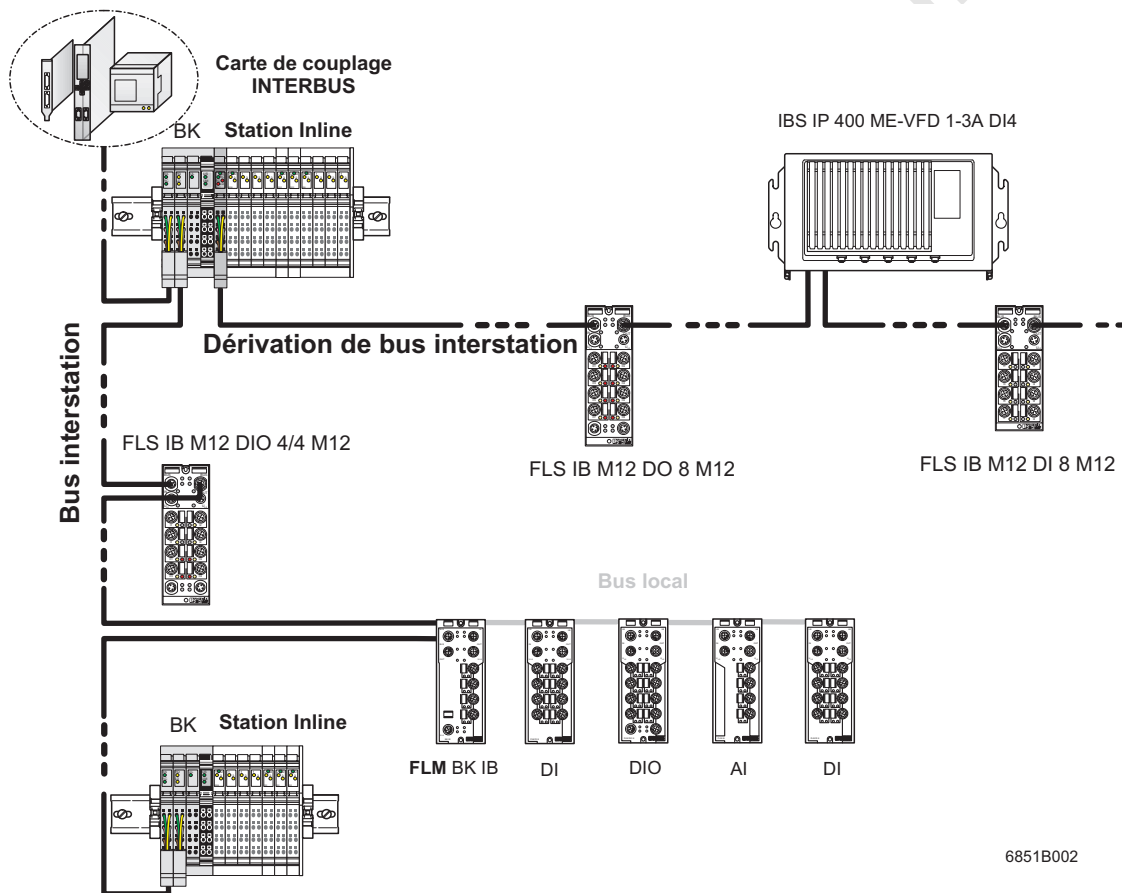 Carte de couplage
INTERBUS
BK Station Inline
IBS IP 400 ME-VFD 1-3A DI4
Dérivation de bus interstation
Bus interstation
FLS IB M12 DIO 4/4 M12
FLS IB M12 DO 8 M12
FLS IB M12 DI 8 M12
Bus local
BK Station Inline
FLM BK IB
DI
DIO
AI
DI
6851B002